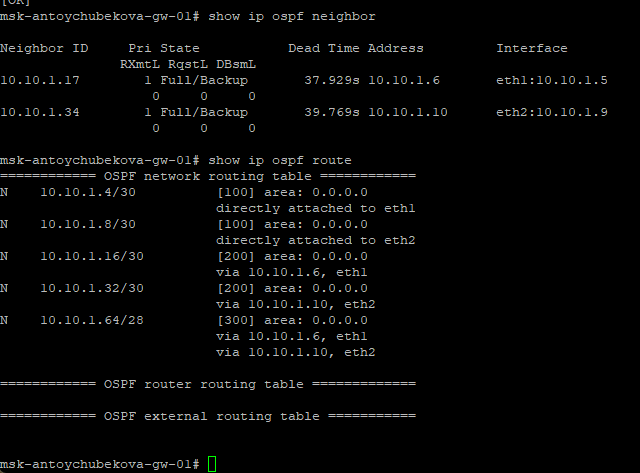 [OK]
msk-antoychubekova-gw-01# show ip ospf neighbor
Neighbor ID     Pri State           Dead Time Address         Interface
               RXmtL RqstL DBsmL
10.10.1.17        1 Full/Backup       37.929s 10.10.1.6       eth1:10.10.1.5
                   0     0     0
10.10.1.34        1 Full/Backup       39.769s 10.10.1.10      eth2:10.10.1.9
                   0     0     0
msk-antoychubekova-gw-01# show ip ospf route
============ OSPF network routing table ============
N    10.10.1.4/30          [100] area: 0.0.0.0
                           directly attached to eth1
N    10.10.1.8/30          [100] area: 0.0.0.0
                           directly attached to eth2
N    10.10.1.16/30         [200] area: 0.0.0.0
                           via 10.10.1.6, eth1
N    10.10.1.32/30         [200] area: 0.0.0.0
                           via 10.10.1.10, eth2
N    10.10.1.64/28         [300] area: 0.0.0.0
                           via 10.10.1.6, eth1
                           via 10.10.1.10, eth2
============ OSPF router routing table =============
============ OSPF external routing table ===========
msk-antoychubekova-gw-01#